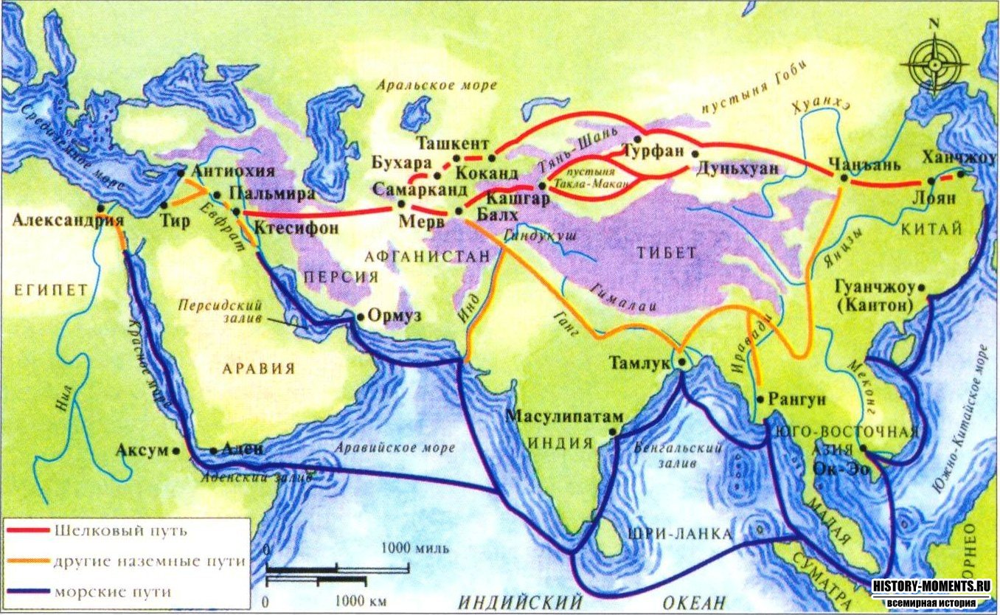 N
Аральское море
пустыня Гоби
Хуанхэ
Средиземное море
Ташкент
Тянь-Шань
Бухара
Турфан
Коканд
Дуньхуан
Чанъань
Ханчжоу
Антиохия
пустыня
Такла-Макан
Самарканд
Кашгар
Лоян
Пальмира
Александрия
Тир
Евфрат
Ктесифон
Мерв
Балх
КИТАЙ
Гиндукуш
ТИБЕТ
Янцзы
АФГАНИСТАН
ПЕРСИЯ
ЕГИПЕТ
Гуанчжоу
(Кантон)
Гималаи
Персидский
залив
Ормуз
Инд
Ганг
Иравади
Красное море
АРАВИЯ
Тамлук
Меконг
Южно-Китайское море
Нил
Рангун
Масулипатам
ИНДИЯ
ЮГО-ВОСТОЧНАЯ
АЗИЯ
Аксум
Аден
Аравийское море
Бенгальский
залив
Ок-Эо
Аденский залив
МАЛАЯ
Шелковый путь
ШРИ-ЛАНКА
другие наземные пути
0
1000 миль
СУМАТРА
ОРНЕО
морские пути
0
1000 км
ИНДИЙСКИЙ ОКЕАН
HISTORY-MOMENTS.RU
всемирная история